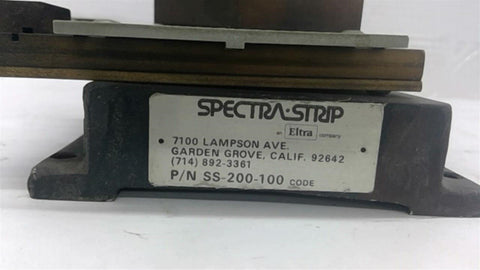 SPECTRA·STRIP
an Eltra company
7100 LAMPSON AVE.
GARDEN GROVE, CALIF. 92642
(714) 892-3361
P/N SS-200-100 CODE